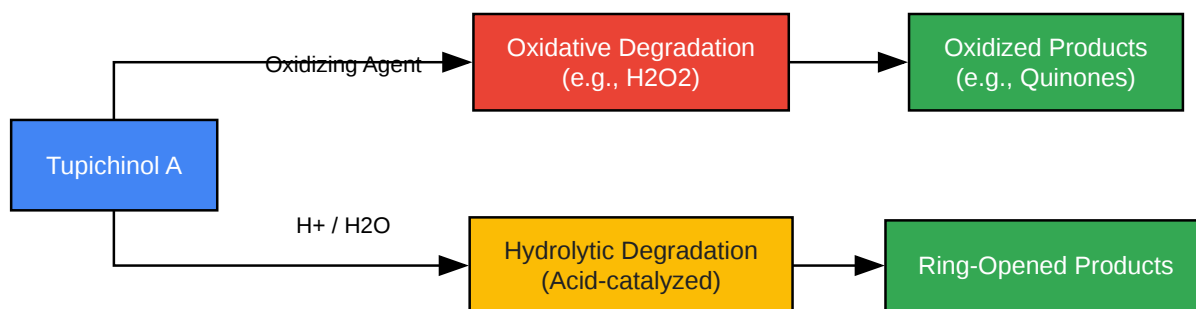 Oxidative Degradation
(e.g., H2O2)
Oxidized Products
(e.g., Quinones)
Oxidizing Agent
Tupichinol A
H+ / H2O
Hydrolytic Degradation
(Acid-catalyzed)
Ring-Opened Products